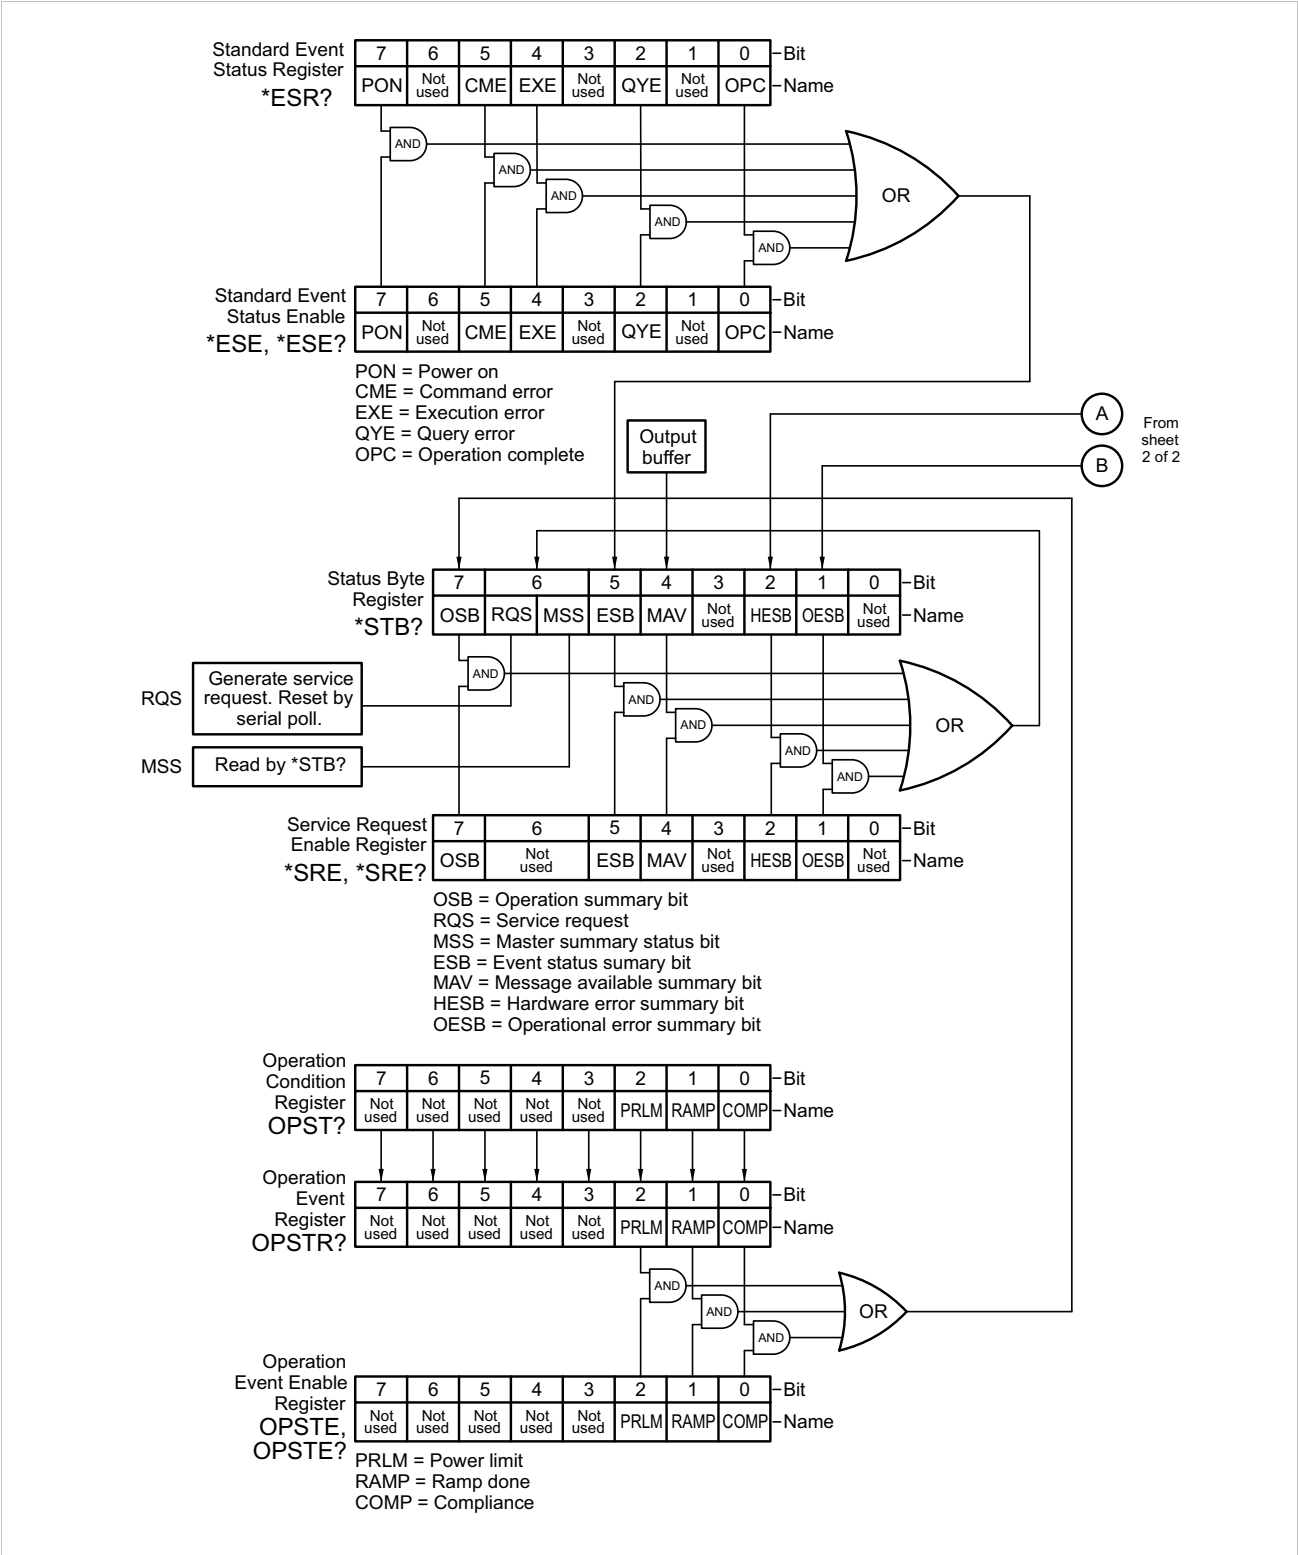 Standard Event
Status Register
*ESR?
7 6 5 4 3 2 1 0 Bit
PON Not used CME EXE Not used QYE Not used OPC Name
AND
AND
AND
AND
AND
OR
Standard Event
Status Enable
*ESE, *ESE?
7 6 5 4 3 2 1 0 Bit
PON Not used CME EXE Not used QYE Not used OPC Name
PON = Power on
CME = Command error
EXE = Execution error
QYE = Query error
OPC = Operation complete
Output
buffer
A
B
From
sheet
2 of 2
Status Byte
Register
*STB?
7 6 5 4 3 2 1 0 Bit
OSB RQS MSS ESB MAV Not used HESB OESB Not used Name
AND
AND
AND
AND
AND
OR
RQS
Generate service
request. Reset by
serial poll.
MSS
Read by *STB?
Service Request
Enable Register
*SRE, *SRE?
7 6 5 4 3 2 1 0 Bit
OSB Not used ESB MAV Not used HESB OESB Not used Name
OSB = Operation summary bit
RQS = Service request
MSS = Master summary status bit
ESB = Event status sumary bit
MAV = Message available summary bit
HESB = Hardware error summary bit
OESB = Operational error summary bit
Operation
Condition
Register
OPST?
7 6 5 4 3 2 1 0 Bit
Not used Not used Not used Not used Not used PRLM RAMP COMP Name
Operation
Event
Register
OPSTR?
7 6 5 4 3 2 1 0 Bit
Not used Not used Not used Not used Not used PRLM RAMP COMP Name
AND
AND
AND
OR
Operation
Event Enable
Register
OPSTE,
OPSTE?
7 6 5 4 3 2 1 0 Bit
Not used Not used Not used Not used Not used PRLM RAMP COMP Name
PRLM = Power limit
RAMP = Ramp done
COMP = Compliance